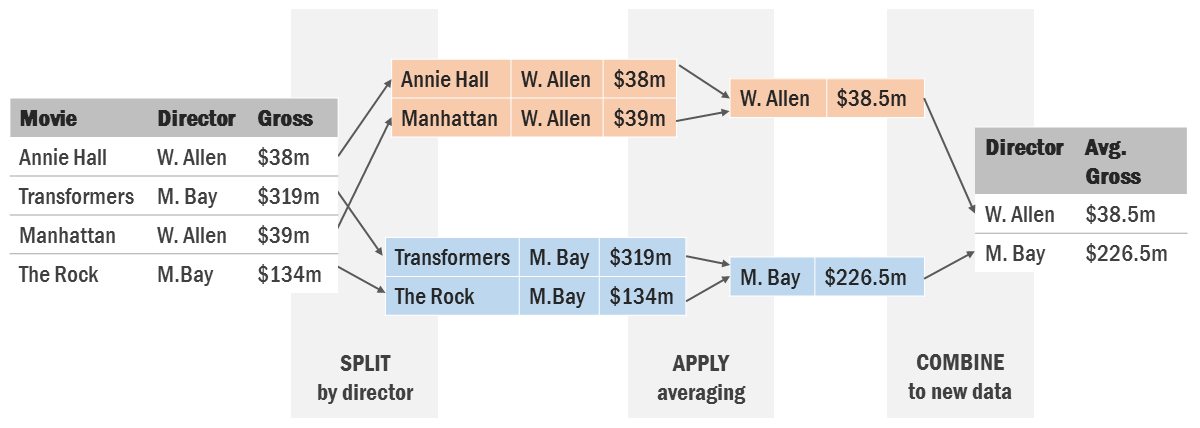 Movie Director Gross
Annie Hall W. Allen $38m
Transformers M. Bay $319m
Manhattan W. Allen $39m
The Rock M.Bay $134m
Annie Hall W. Allen $38m
Manhattan W. Allen $39m
Transformers M. Bay $319m
The Rock M.Bay $134m
W. Allen $38.5m
M. Bay $226.5m
Director Avg.
Gross
W. Allen $38.5m
M. Bay $226.5m
SPLIT
by director
APPLY
averaging
COMBINE
to new data